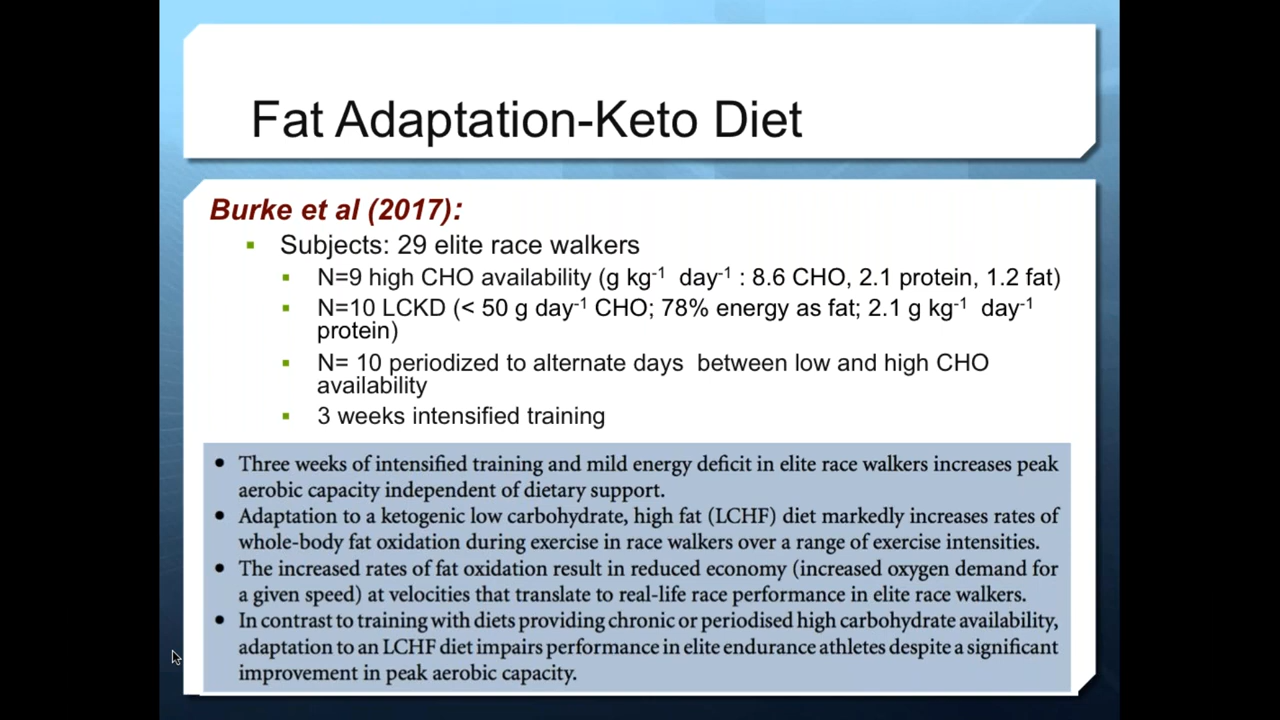 Fat Adaptation-Keto Diet
Burke et al (2017):
▪ Subjects: 29 elite race walkers
▪ N=9 high CHO availability (g kg⁻¹ day⁻¹ : 8.6 CHO, 2.1 protein, 1.2 fat)
▪ N=10 LCKD (< 50 g day⁻¹ CHO; 78% energy as fat; 2.1 g kg⁻¹ day⁻¹
protein)
▪ N= 10 periodized to alternate days between low and high CHO
availability
▪ 3 weeks intensified training
• Three weeks of intensified training and mild energy deficit in elite race walkers increases peak
aerobic capacity independent of dietary support.
• Adaptation to a ketogenic low carbohydrate, high fat (LCHF) diet markedly increases rates of
whole-body fat oxidation during exercise in race walkers over a range of exercise intensities.
• The increased rates of fat oxidation result in reduced economy (increased oxygen demand for
a given speed) at velocities that translate to real-life race performance in elite race walkers.
• In contrast to training with diets providing chronic or periodised high carbohydrate availability,
adaptation to an LCHF diet impairs performance in elite endurance athletes despite a significant
improvement in peak aerobic capacity.